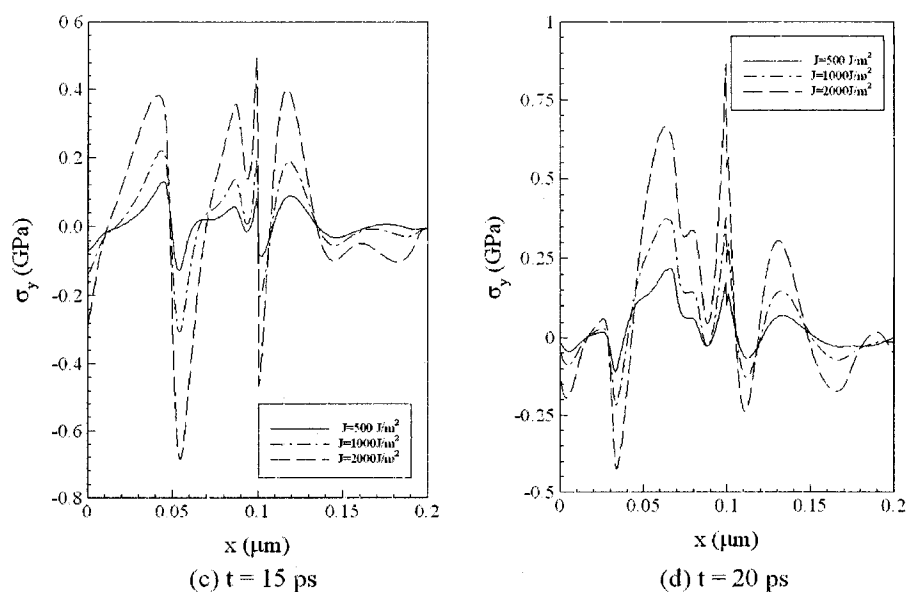 0.6
0.4
0.2
0.0
-0.2
-0.4
-0.6
-0.8
σy (GPa)
J=500 J/m²
J=1000J/m²
J=2000J/m²
0
0.05
0.1
0.15
0.2
x (μm)
(c) t = 15 ps
1
0.75
0.5
0.25
0
-0.25
-0.5
σy (GPa)
J=500 J/m²
J=1000J/m²
J=2000J/m²
0
0.05
0.1
0.15
0.2
x (μm)
(d) t = 20 ps